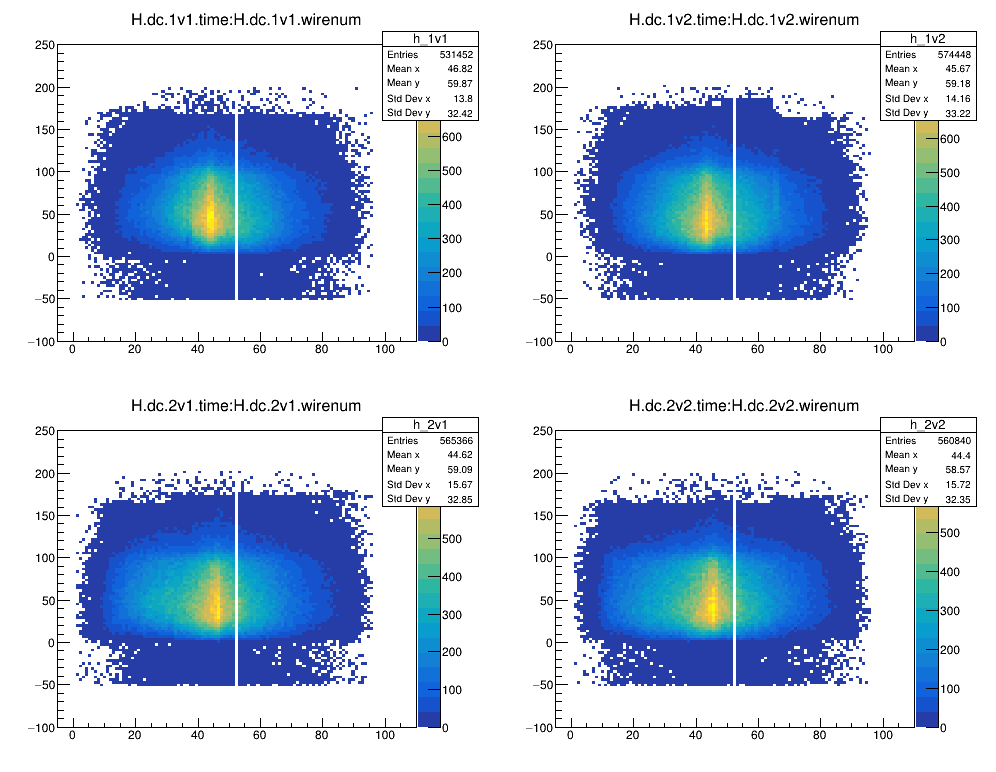 H.dc.1v1.time:H.dc.1v1.wirenum
h_1v1
Entries 531452
Mean x 46.82
Mean y 59.87
Std Dev x 13.8
Std Dev y 32.42
250
200
150
100
50
0
−50
−100
0 20 40 60 80 100
600
500
400
300
200
100
0
H.dc.1v2.time:H.dc.1v2.wirenum
h_1v2
Entries 574448
Mean x 45.67
Mean y 59.18
Std Dev x 14.16
Std Dev y 33.22
250
200
150
100
50
0
−50
−100
0 20 40 60 80 100
600
500
400
300
200
100
0
H.dc.2v1.time:H.dc.2v1.wirenum
h_2v1
Entries 565366
Mean x 44.62
Mean y 59.09
Std Dev x 15.67
Std Dev y 32.85
250
200
150
100
50
0
−50
−100
0 20 40 60 80 100
500
400
300
200
100
0
H.dc.2v2.time:H.dc.2v2.wirenum
h_2v2
Entries 560840
Mean x 44.4
Mean y 58.57
Std Dev x 15.72
Std Dev y 32.35
250
200
150
100
50
0
−50
−100
0 20 40 60 80 100
500
400
300
200
100
0